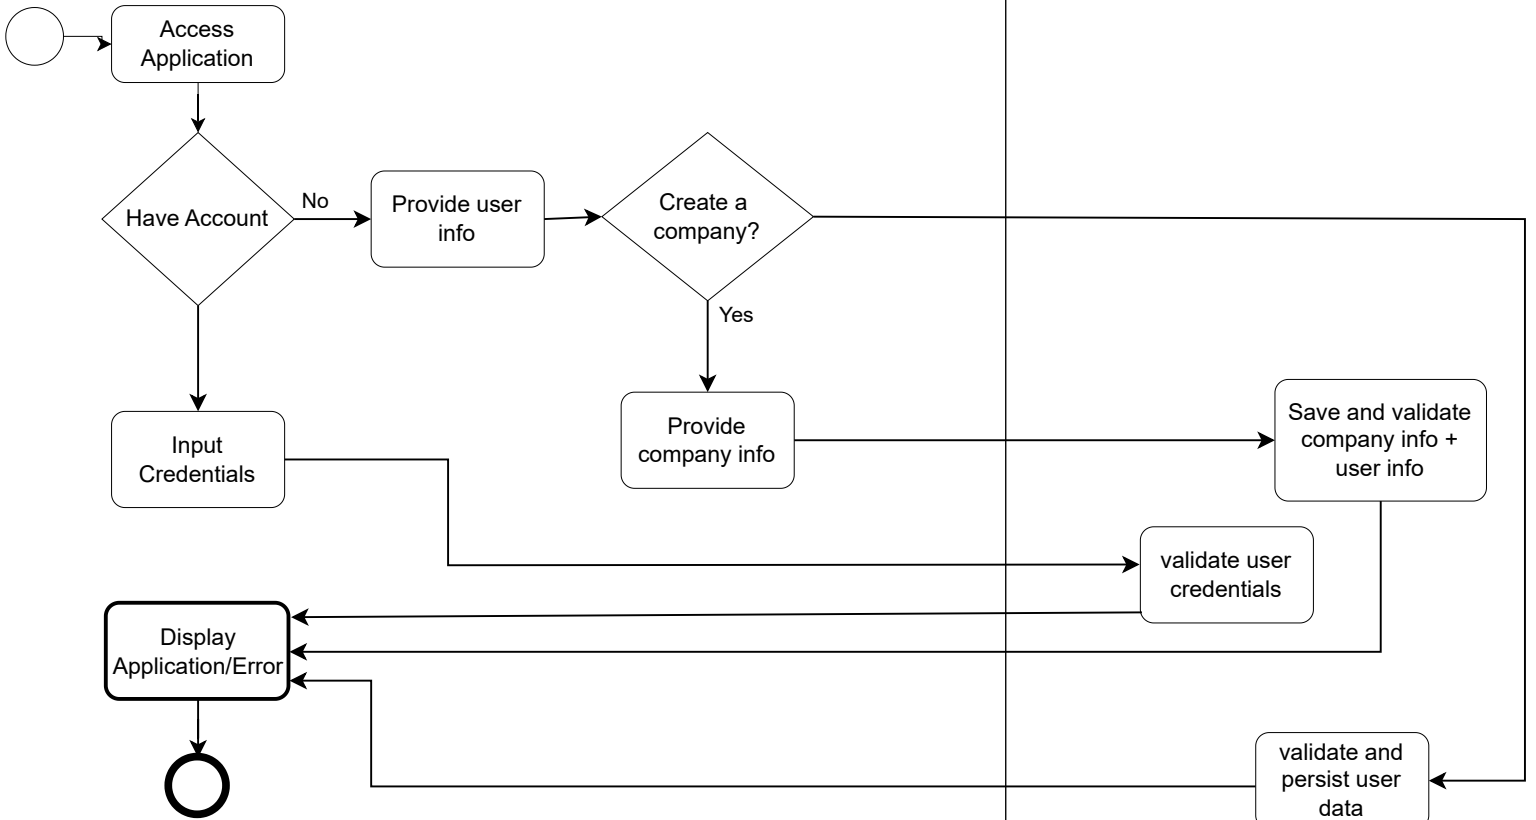 Access
Application
Have Account
No
Provide user
info
Create a
company?
Yes
Input
Credentials
Provide
company info
Save and validate
company info +
user info
validate user
credentials
Display
Application/Error
validate and
persist user
data